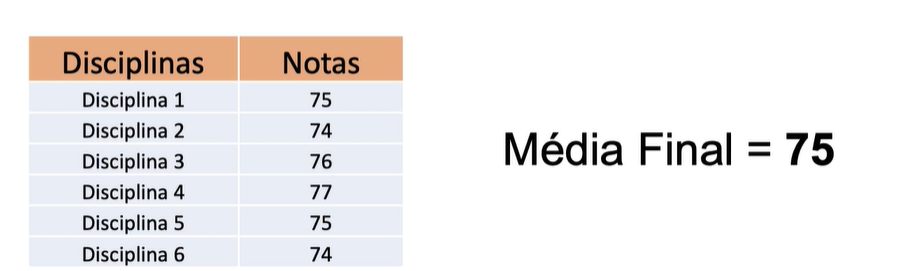 Disciplinas Notas
Disciplina 1 75
Disciplina 2 74
Disciplina 3 76
Disciplina 4 77
Disciplina 5 75
Disciplina 6 74
Média Final = 75